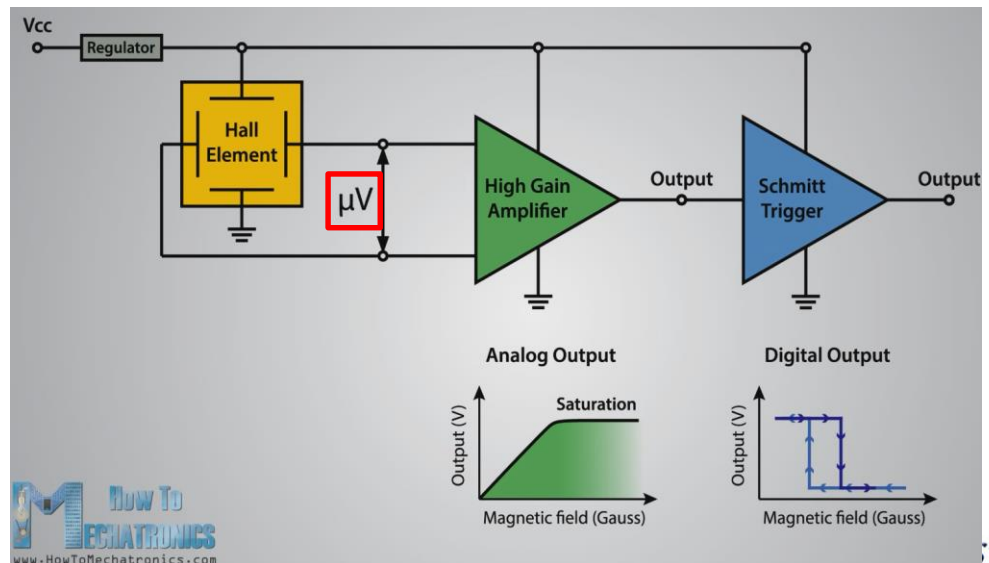 Vcc
Regulator
Hall
Element
µV
High Gain
Amplifier
Output
Schmitt
Trigger
Output
Analog Output
Digital Output
Saturation
Output (V)
Magnetic field (Gauss)
Output (V)
Magnetic field (Gauss)
How To
MECHATRONICS
www.HowToMechatronics.com